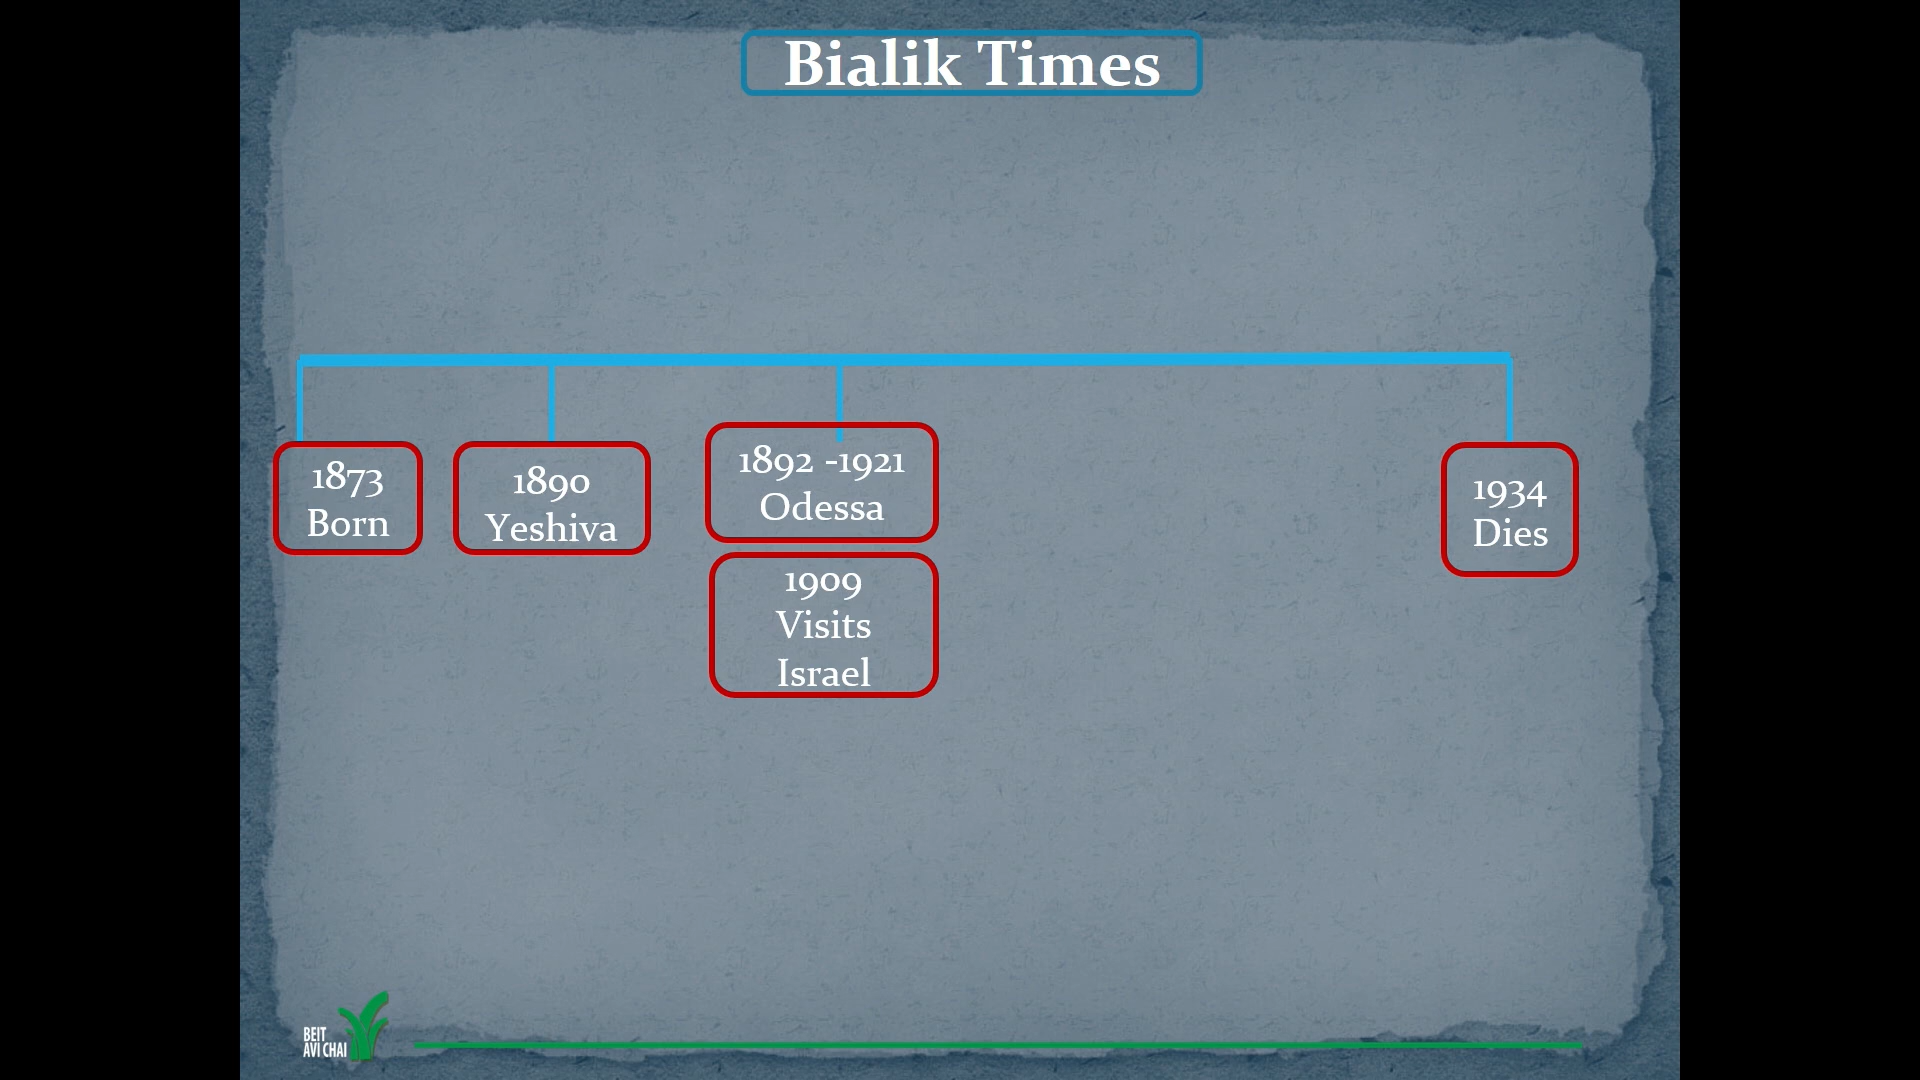 Bialik Times
1873
Born
1890
Yeshiva
1892 -1921
Odessa
1909
Visits
Israel
1934
Dies
BEIT
AVI CHAI